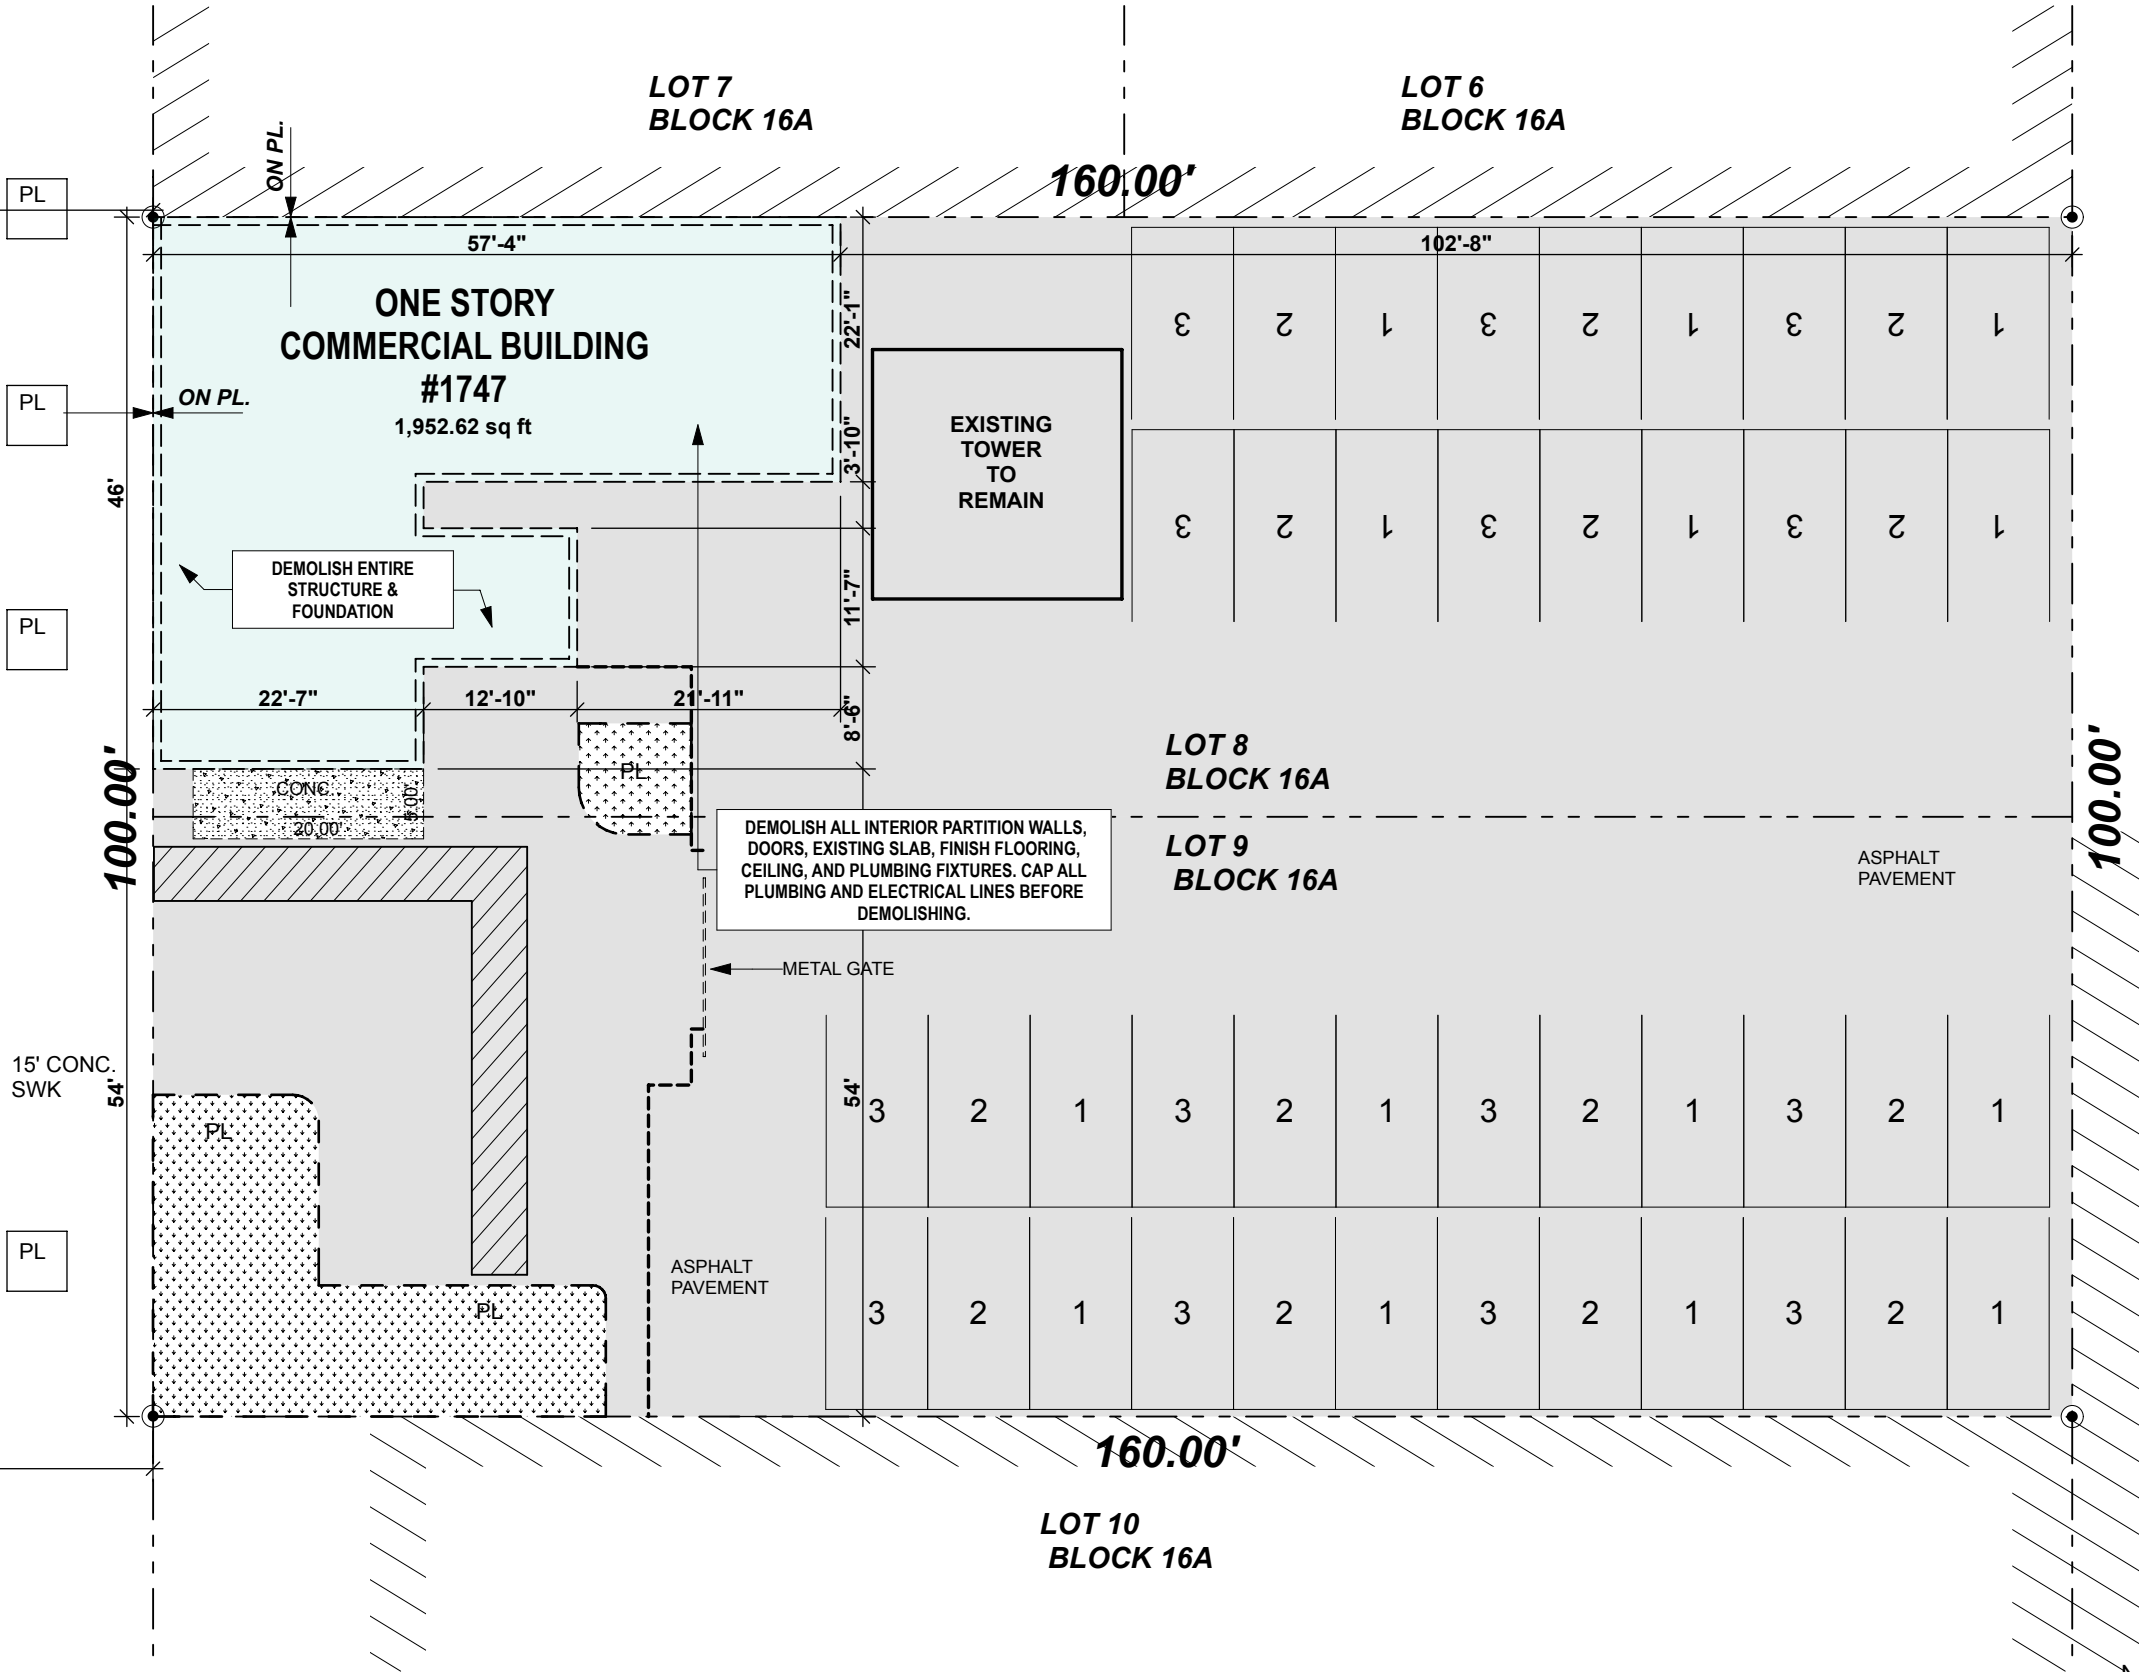 LOT 7
BLOCK 16A
LOT 6
BLOCK 16A
ON PL.
160.00'
PL
57'-4"
102'-8"
ONE STORY
COMMERCIAL BUILDING
#1747
1,952.62 sq ft
22'-1"
3 2 1 3 2 1 3 2 1
PL
ON PL.
EXISTING
TOWER
TO
REMAIN
3'-10"
46'
3 2 1 3 2 1 3 2 1
DEMOLISH ENTIRE
STRUCTURE &
FOUNDATION
11'-7"
PL
22'-7"
12'-10"
21'-11"
8'-6"
LOT 8
BLOCK 16A
100.00'
100.00'
PL
CONC.
5.00'
20.00'
DEMOLISH ALL INTERIOR PARTITION WALLS,
DOORS, EXISTING SLAB, FINISH FLOORING,
CEILING, AND PLUMBING FIXTURES. CAP ALL
PLUMBING AND ELECTRICAL LINES BEFORE
DEMOLISHING.
LOT 9
BLOCK 16A
ASPHALT
PAVEMENT
METAL GATE
15' CONC.
SWK
54'
54'
3 2 1 3 2 1 3 2 1 3 2 1
PL
PL
PL
ASPHALT
PAVEMENT
3 2 1 3 2 1 3 2 1 3 2 1
160.00'
LOT 10
BLOCK 16A